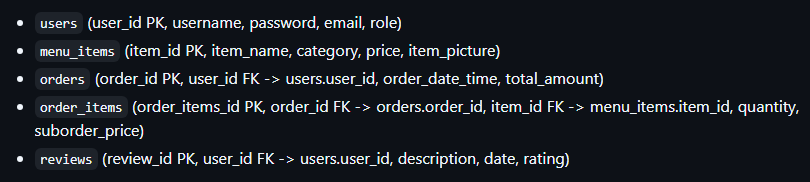 • users (user_id PK, username, password, email, role)
• menu_items (item_id PK, item_name, category, price, item_picture)
• orders (order_id PK, user_id FK -> users.user_id, order_date_time, total_amount)
• order_items (order_items_id PK, order_id FK -> orders.order_id, item_id FK -> menu_items.item_id, quantity,
suborder_price)
• reviews (review_id PK, user_id FK -> users.user_id, description, date, rating)